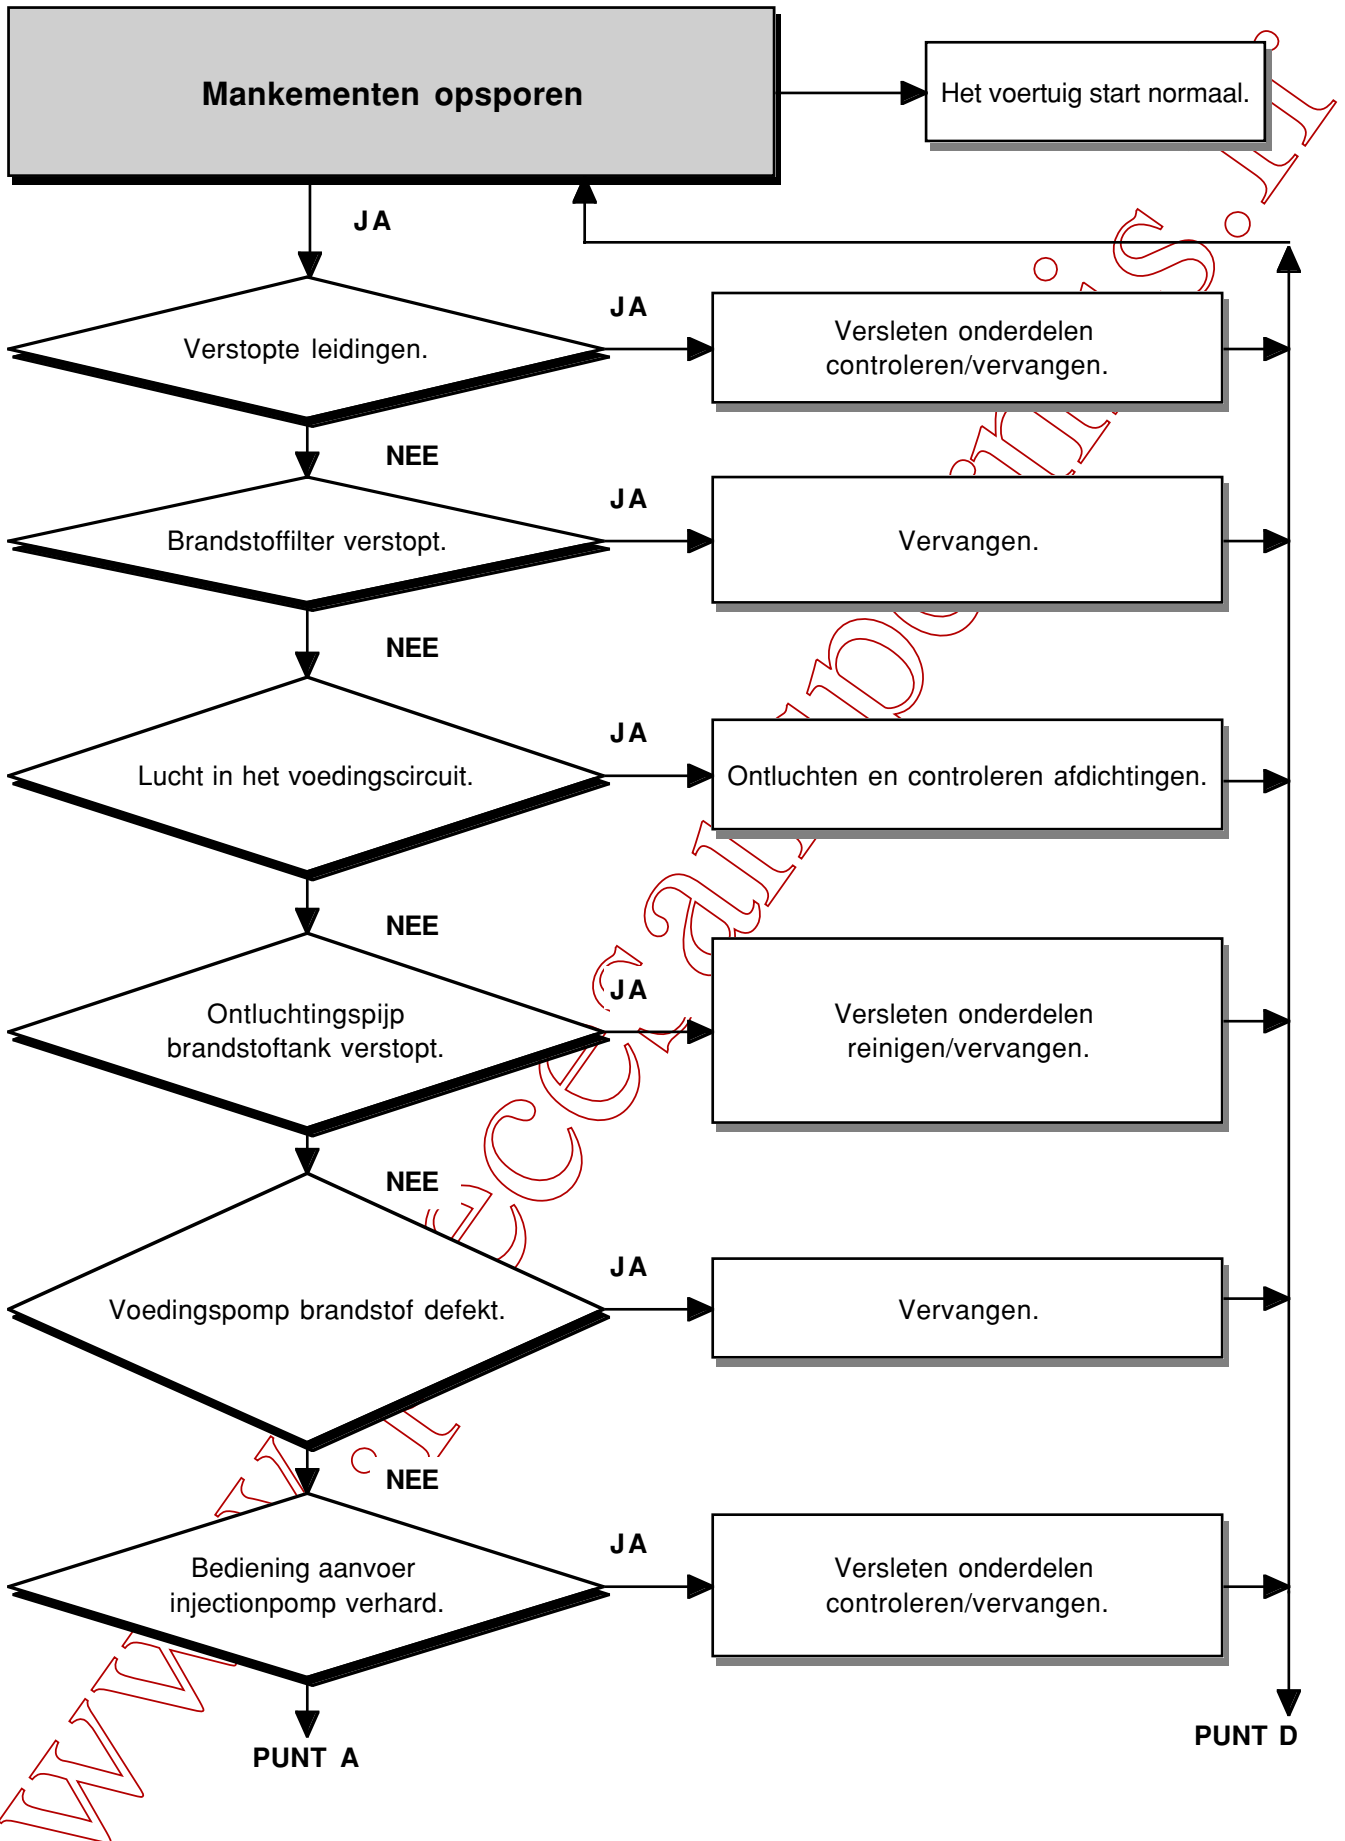 Mankementen opsporen
Het voertuig start normaal.
JA
Verstopte leidingen.
JA
Versleten onderdelen
controleren/vervangen.
NEE
Brandstoffilter verstopt.
JA
Vervangen.
NEE
Lucht in het voedingscircuit.
JA
Ontluchten en controleren afdichtingen.
NEE
Ontluchtingspijp
brandstoftank verstopt.
JA
Versleten onderdelen
reinigen/vervangen.
NEE
Voedingspomp brandstof defekt.
JA
Vervangen.
NEE
Bediening aanvoer
injectionpomp verhard.
JA
Versleten onderdelen
controleren/vervangen.
PUNT A
PUNT D